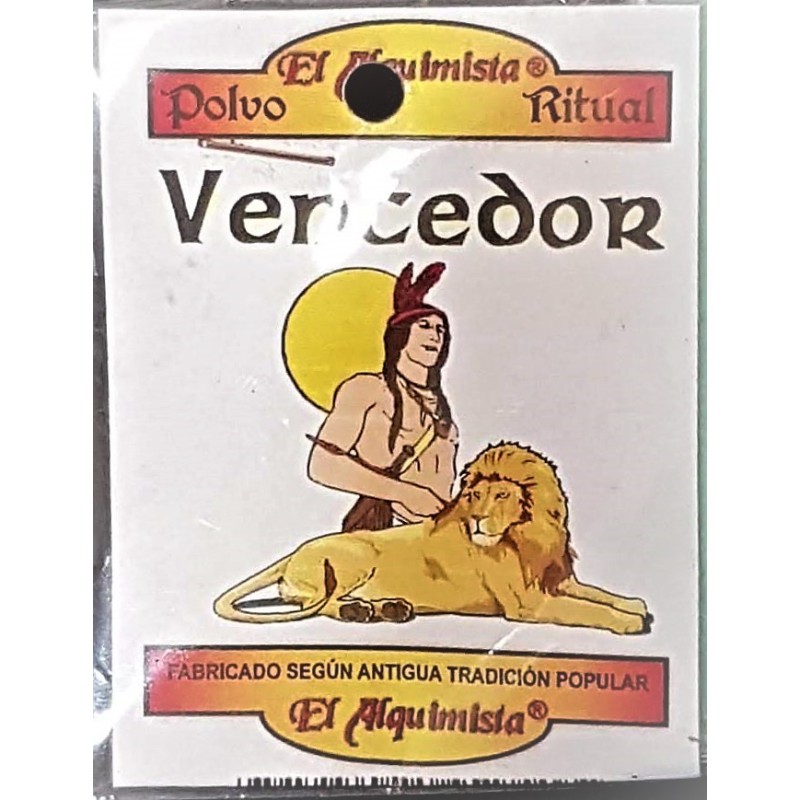 El Alquimista®
Polvo Ritual
Vencedor
FABRICADO SEGÚN ANTIGUA TRADICIÓN POPULAR
El Alquimista®